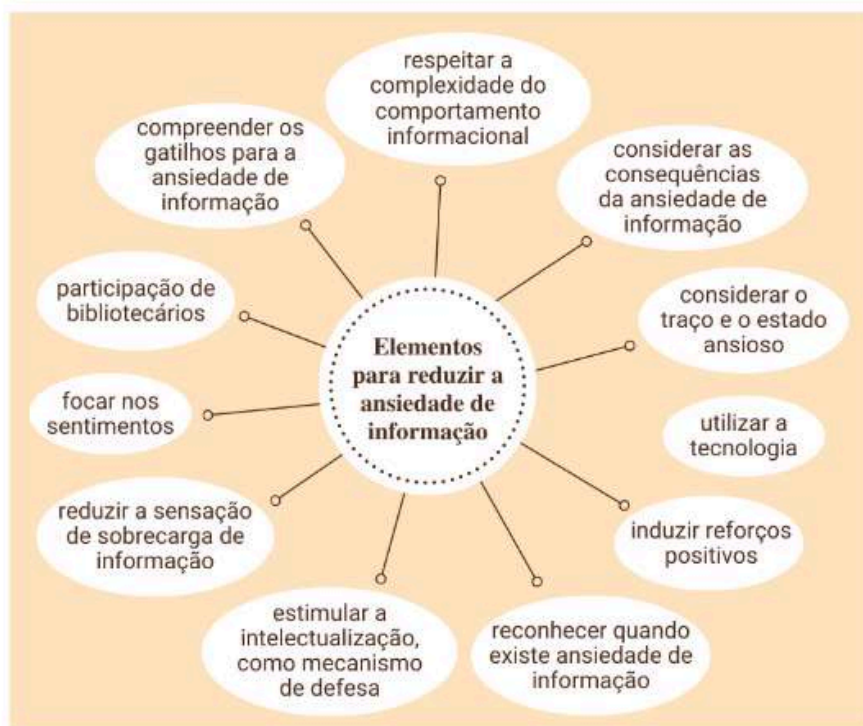 respeitar a
complexidade do
comportamento
informacional
considerar as
consequências
da ansiedade de
informação
considerar o
traço e o estado
ansioso
utilizar a
tecnologia
induzir reforços
positivos
reconhecer quando
existe ansiedade de
informação
estimular a
intelectualização,
como mecanismo
de defesa
reduzir a sensação
de sobrecarga de
informação
focar nos
sentimentos
participação de
bibliotecários
compreender os
gatilhos para a
ansiedade de
informação
Elementos
para reduzir a
ansiedade de
informação